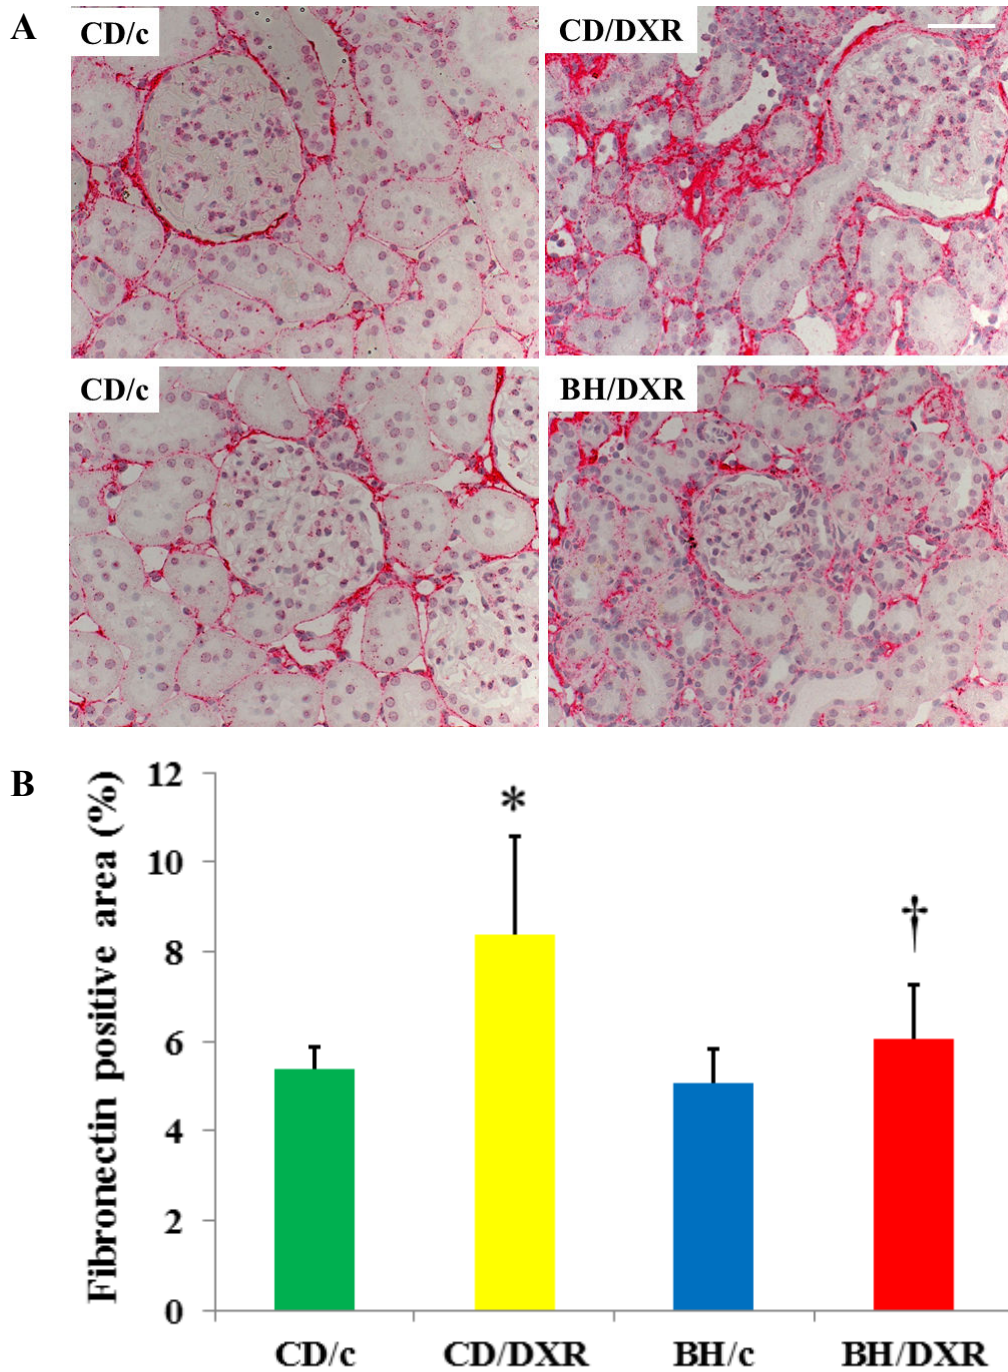 A
CD/c
CD/DXR
CD/c
BH/DXR
B
Fibronectin positive area (%)
12
10
8
6
4
2
0
*
†
CD/c
CD/DXR
BH/c
BH/DXR